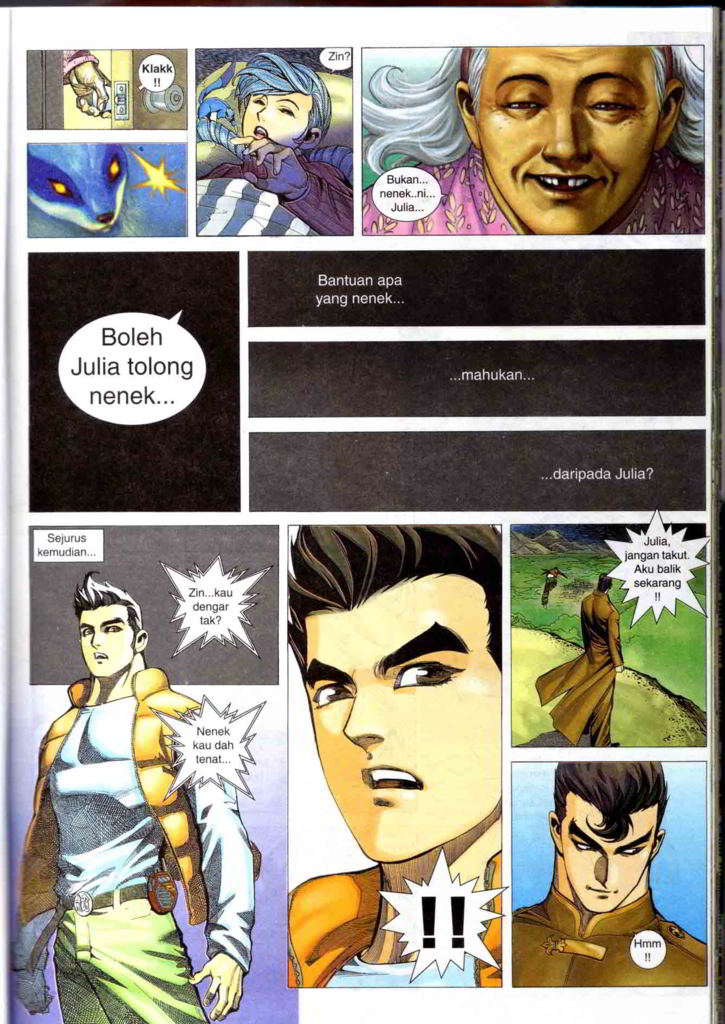 Klakk
!!
Zin?
Bukan...
nenek..ni...
Julia...
Boleh
Julia tolong
nenek...
Bantuan apa
yang nenek...
...mahukan...
...daripada Julia?
Sejurus
kemudian...
Zin...kau
dengar
tak?
Nenek
kau dah
tenat...
!!
Julia,
jangan takut.
Aku balik
sekarang
!!
Hmm
!!